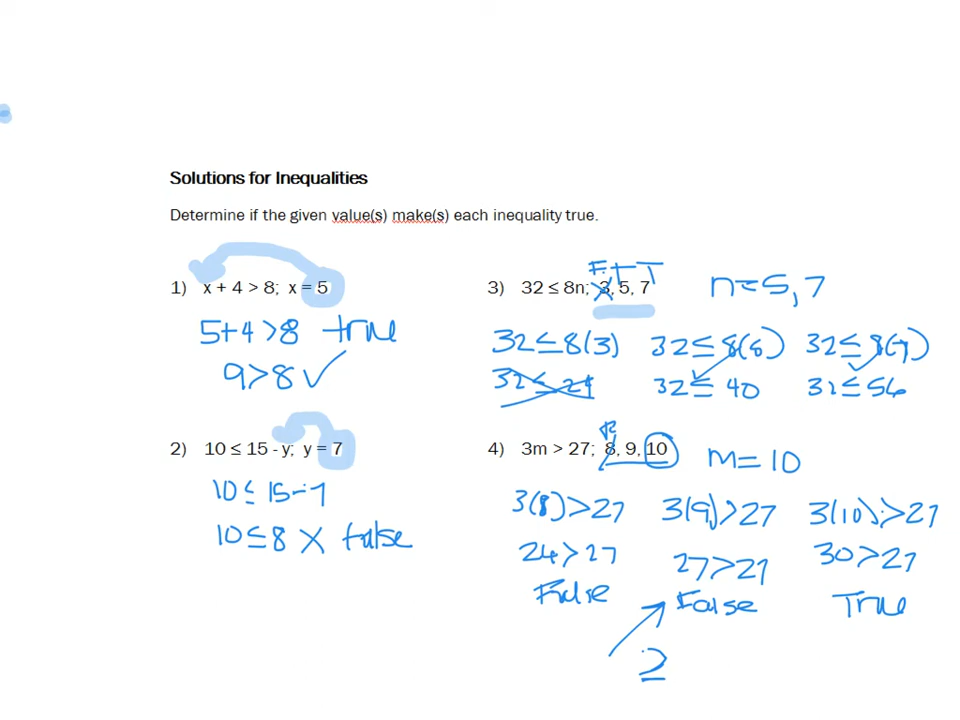 Solutions for Inequalities
Determine if the given value(s) make(s) each inequality true.
1) x + 4 > 8; x = 5
5+4 >8 true
9>8 ✓
2) 10 ≤ 15 - y; y = 7
10 ≤ 15-7
10 ≤ 8 X false
F T T
3) 32 ≤ 8n; 3, 5, 7
n=5,7
32 ≤ 8(3) 32 ≤ 8(5) 32 ≤ 8(7)
32 ≤ 24 32 ≤ 40 32 ≤ 56
4) 3m > 27; 8, 9, 10
m=10
3(8) >27 3(9) >27 3(10) >27
24 >27 27 >27 30 >27
False False True
≥